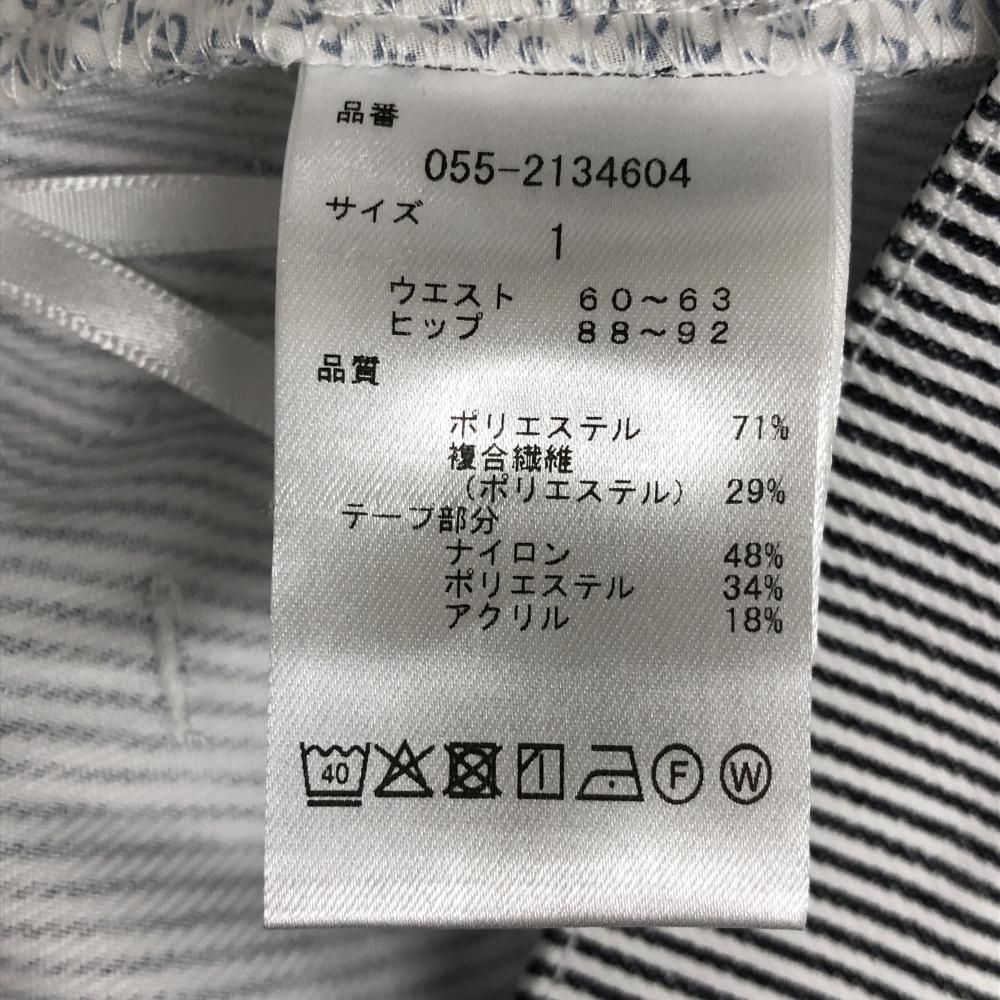 品番
055-2134604
サイズ
1
ウエスト 60～63
ヒップ 88～92
品質
ポリエステル 71%
複合繊維
（ポリエステル） 29%
テープ部分
ナイロン 48%
ポリエステル 34%
アクリル 18%
40 F W